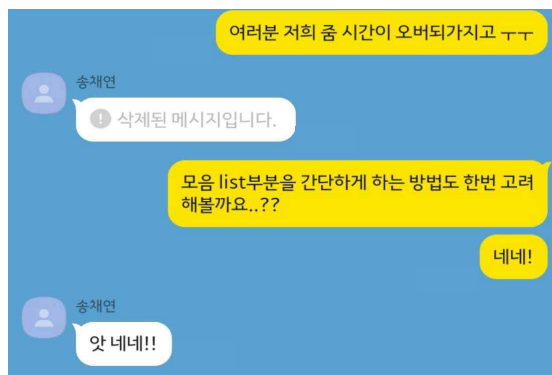 여러분 저희 줌 시간이 오버되가지고 ㅜㅜ
송채연
삭제된 메시지입니다.
모음 list부분을 간단하게 하는 방법도 한번 고려
해볼까요..??
네네!
송채연
앗 네네!!